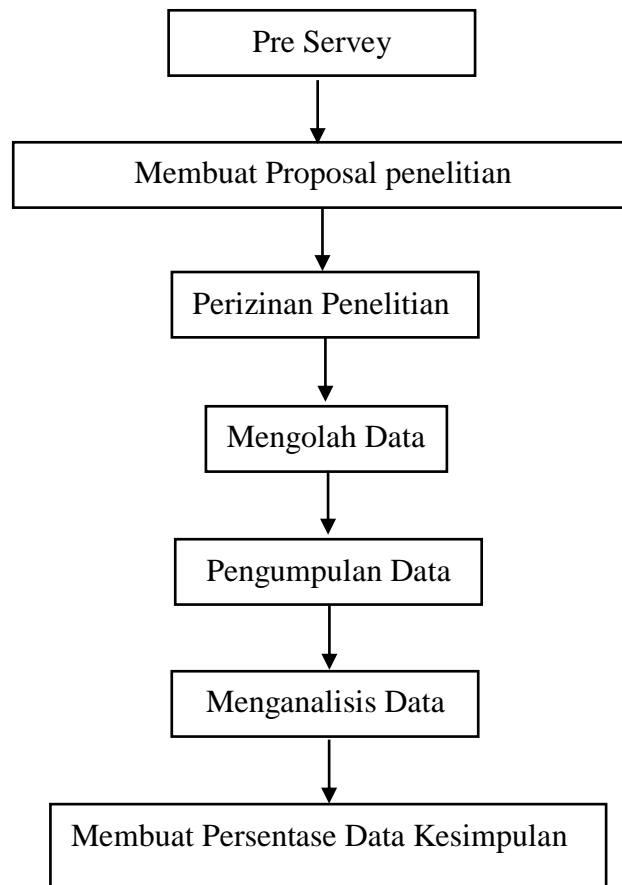 Pre Servey
Membuat Proposal penelitian
Perizinan Penelitian
Mengolah Data
Pengumpulan Data
Menganalisis Data
Membuat Persentase Data Kesimpulan